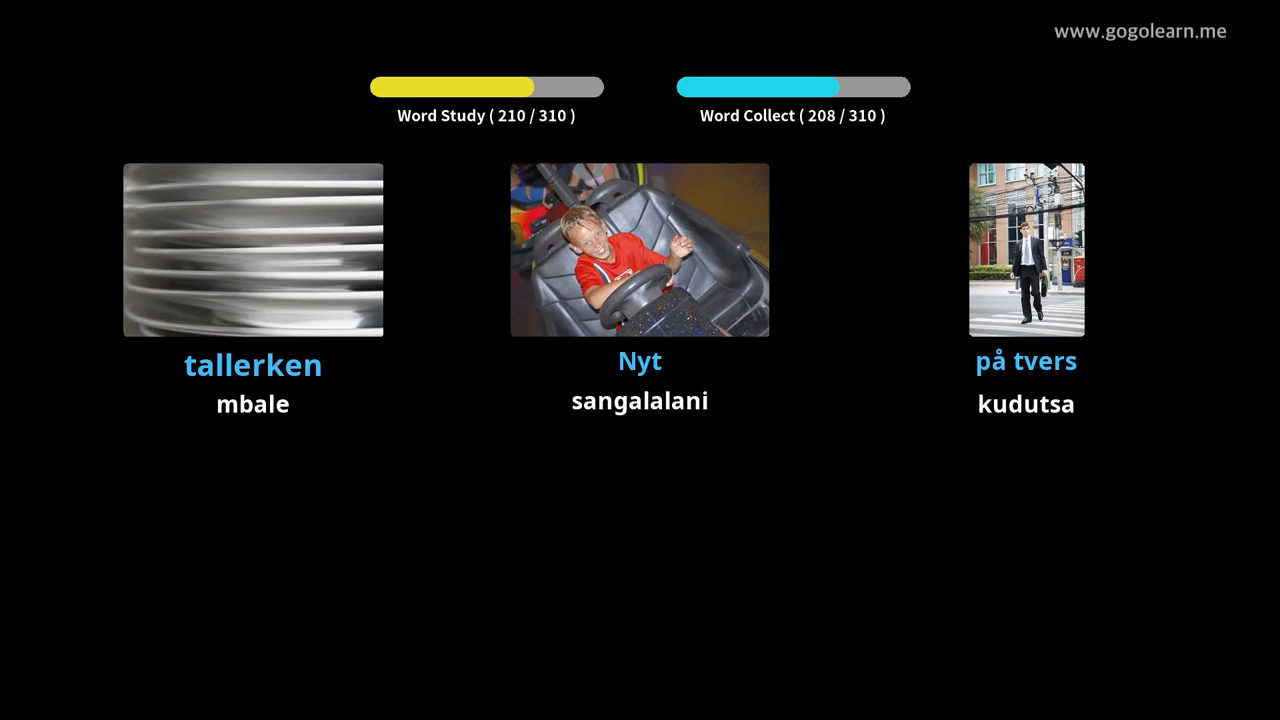 www.gogolearn.me
Word Study ( 210 / 310 )
Word Collect ( 208 / 310 )
tallerken
mbale
Nyt
sangalalani
på tvers
kudutsa